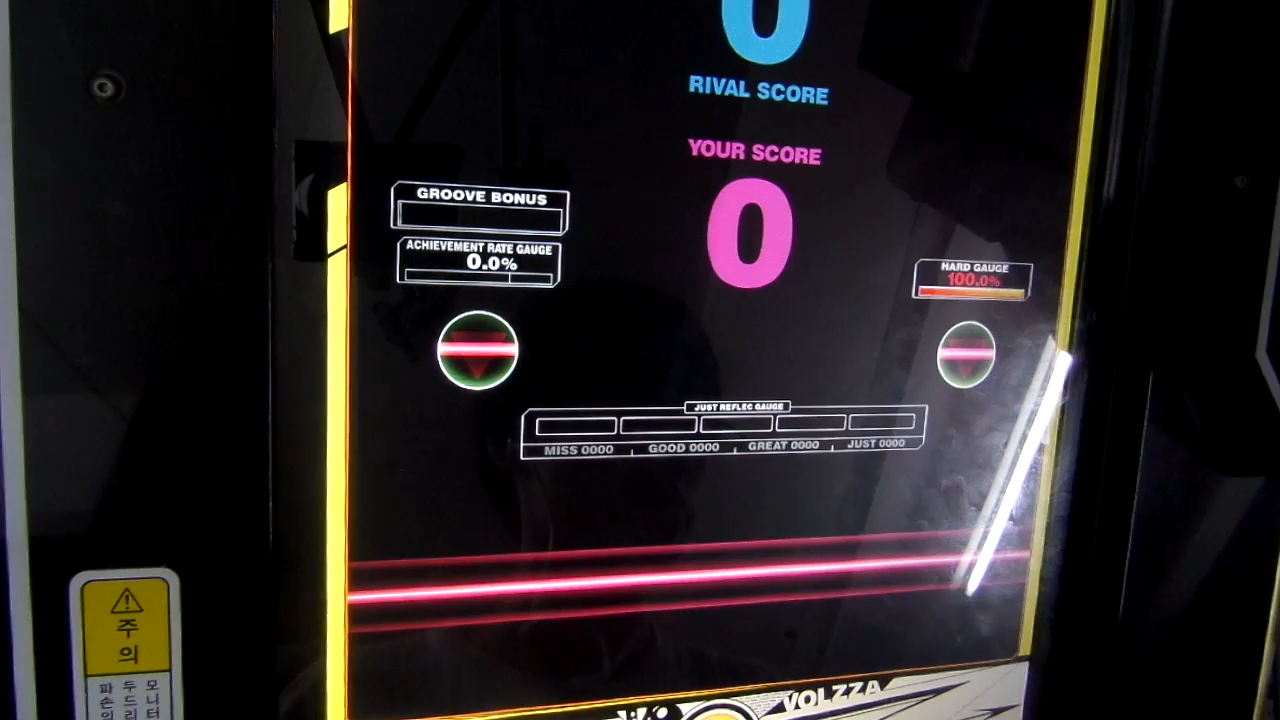 0
RIVAL SCORE
YOUR SCORE
0
GROOVE BONUS
ACHIEVEMENT RATE GAUGE
0.0%
HARD GAUGE
100.0%
JUST REFLEC GAUGE
MISS 0000 GOOD 0000 GREAT 0000 JUST 0000
VOLZZA
주의
모니터
두드리
파손의